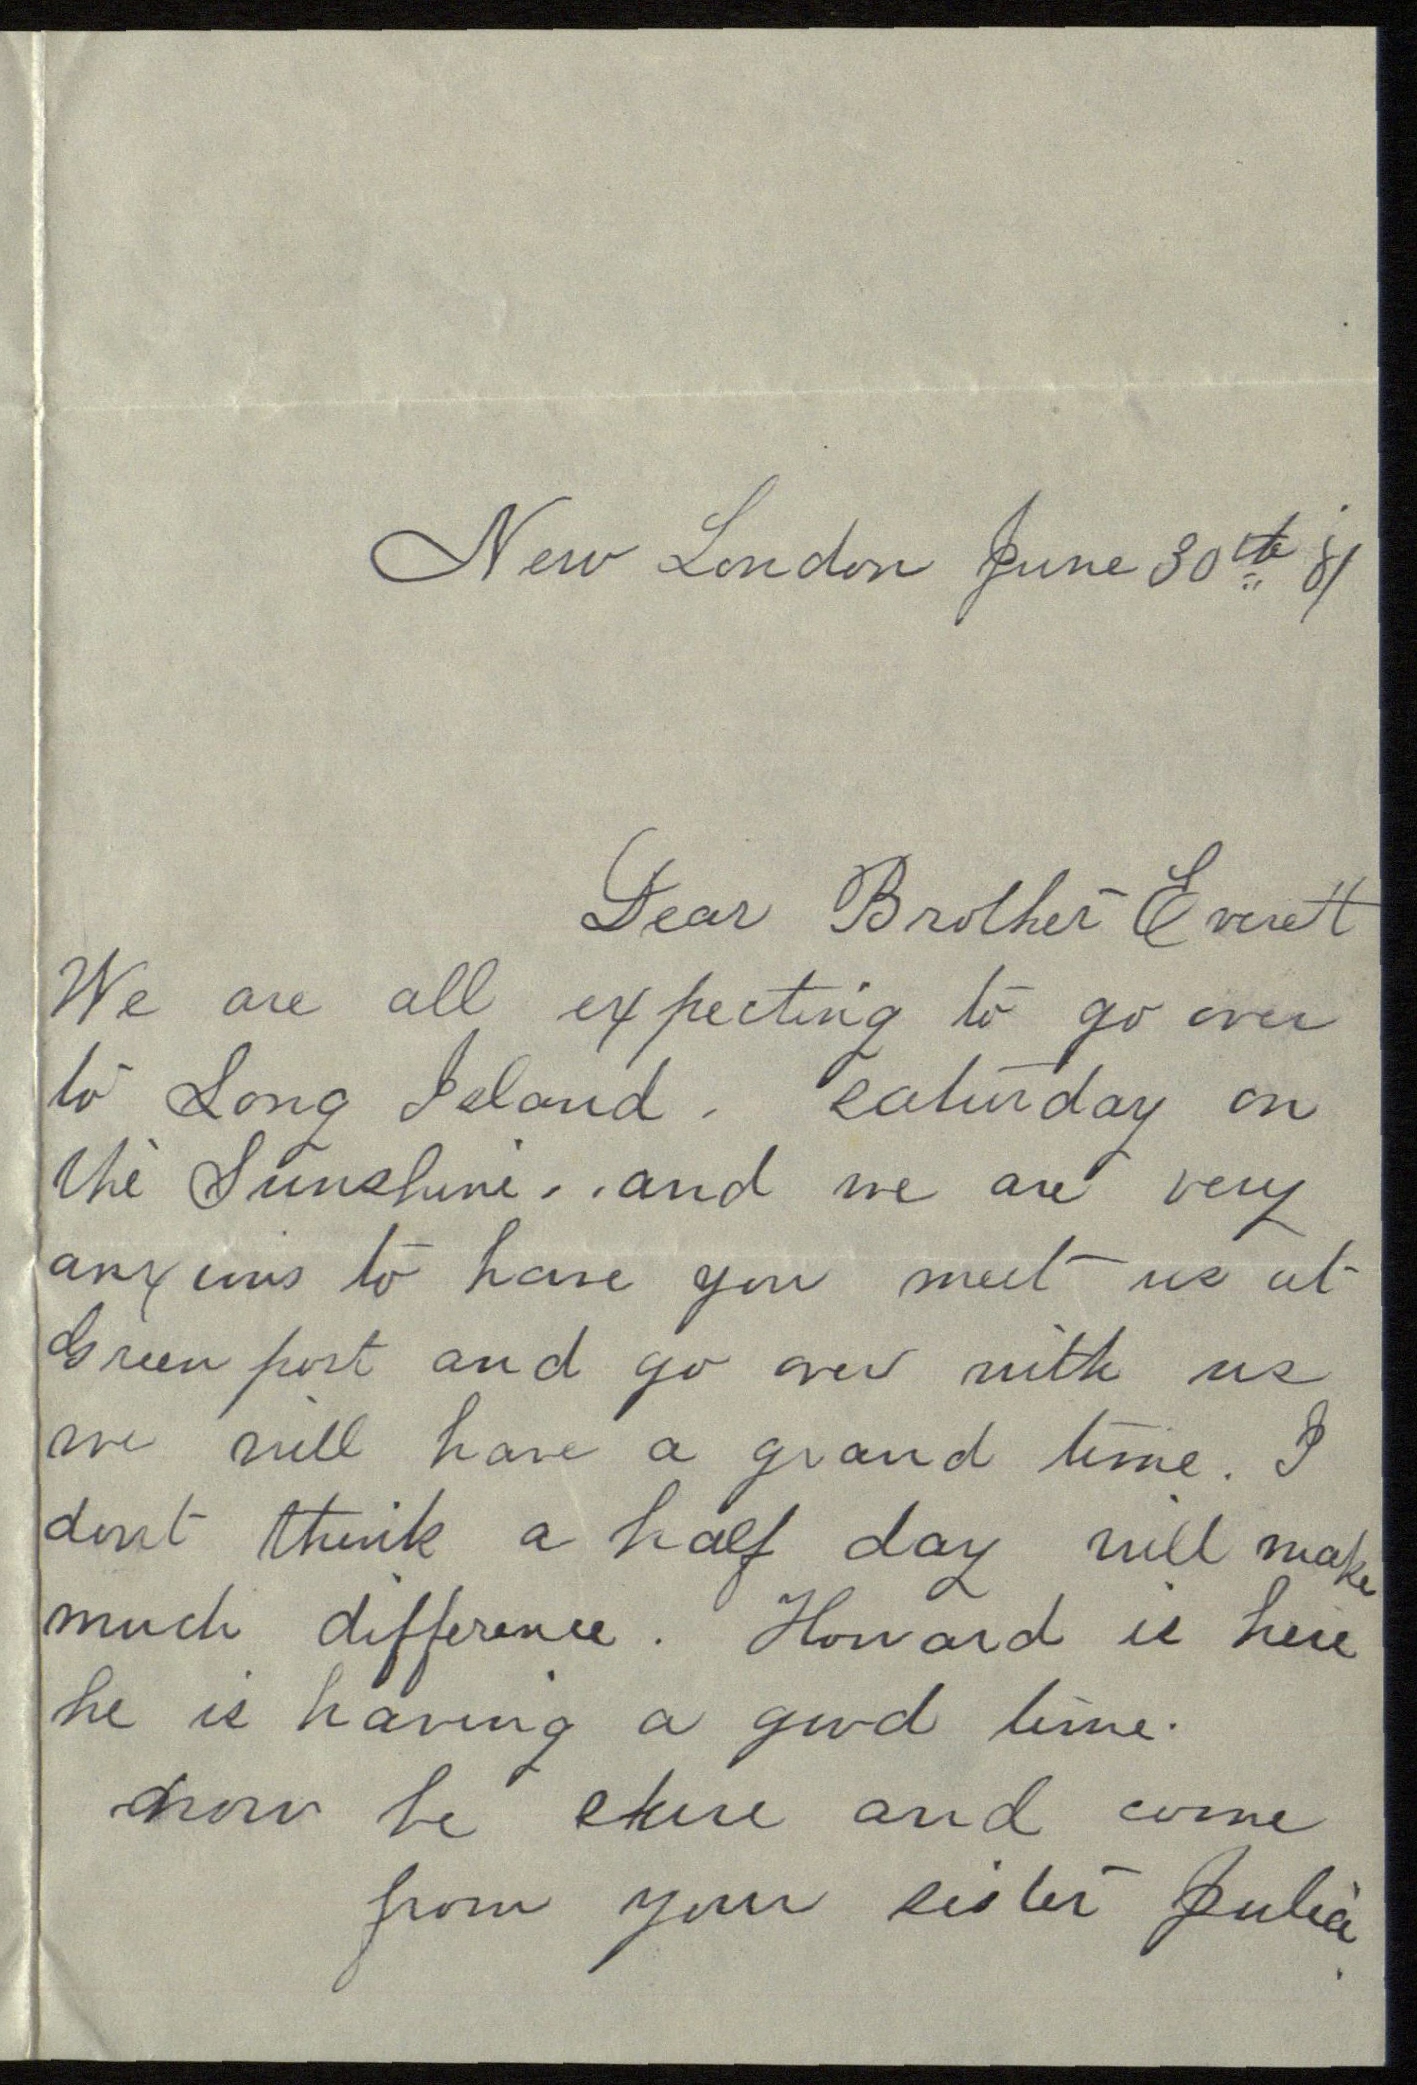 New London June 30th '81
Dear Brother Everett
We are all expecting to go over
to Long Island. saturday on
the Sunshine.. and we are very
anxious to have you meet us at
Green port and go over with us
we will have a grand time. I
dont think a half day will make
much difference. Howard is here
he is having a good time.
now be shure and come
from your sister Julia.